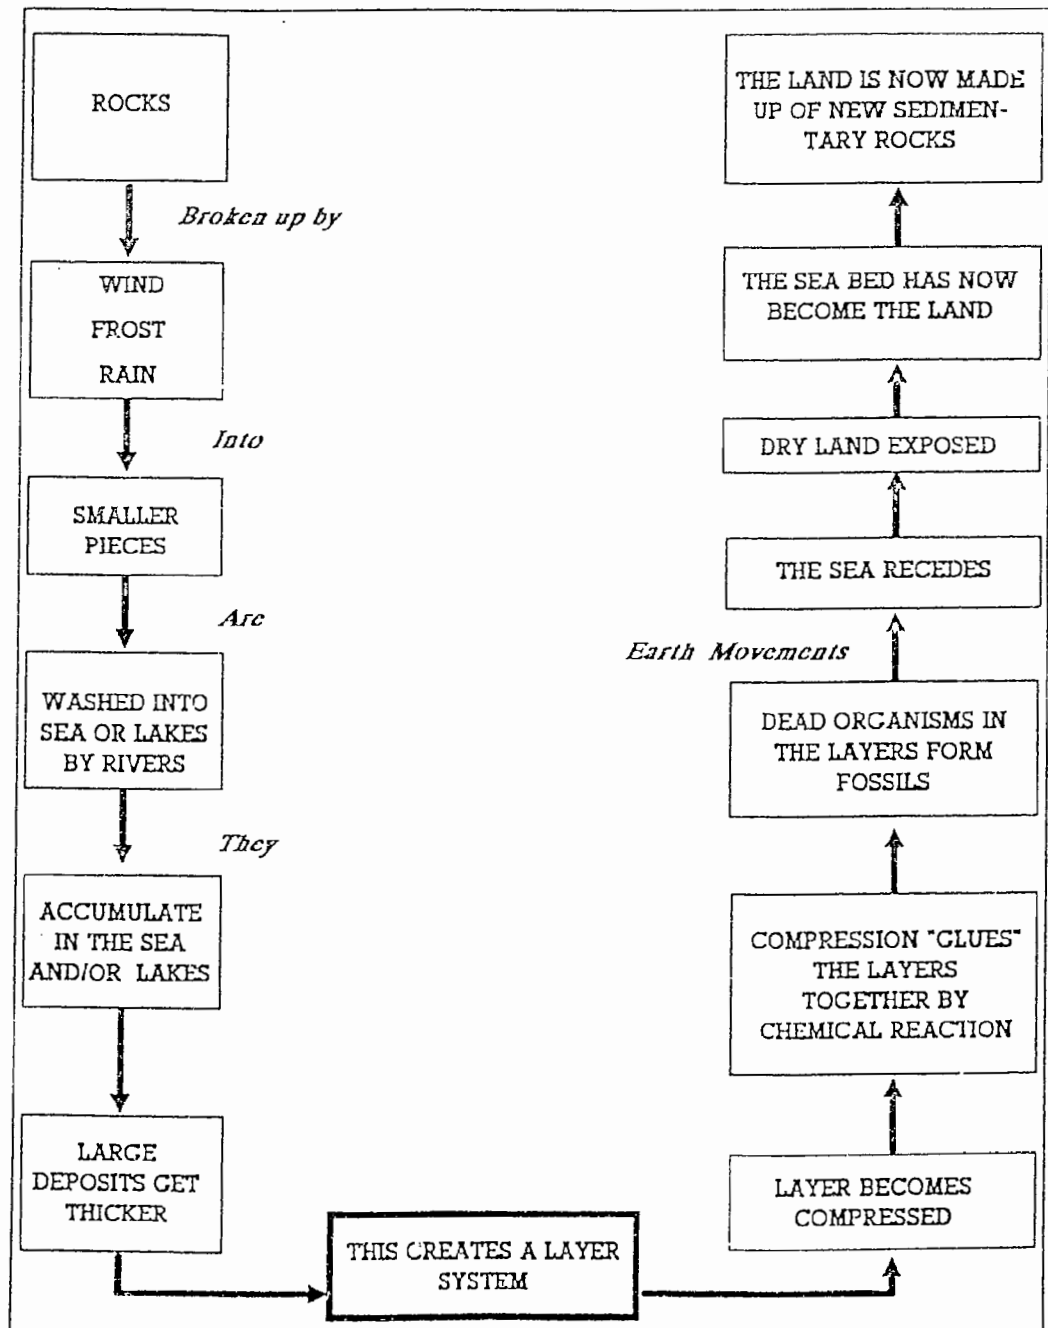 ROCKS
Broken up by
WIND
FROST
RAIN
Into
SMALLER
PIECES
Are
WASHED INTO
SEA OR LAKES
BY RIVERS
They
ACCUMULATE
IN THE SEA
AND/OR LAKES
LARGE
DEPOSITS GET
THICKER
THIS CREATES A LAYER
SYSTEM
LAYER BECOMES
COMPRESSED
COMPRESSION "GLUES"
THE LAYERS
TOGETHER BY
CHEMICAL REACTION
DEAD ORGANISMS IN
THE LAYERS FORM
FOSSILS
Earth Movements
THE SEA RECEDES
DRY LAND EXPOSED
THE SEA BED HAS NOW
BECOME THE LAND
THE LAND IS NOW MADE
UP OF NEW SEDIMEN-
TARY ROCKS